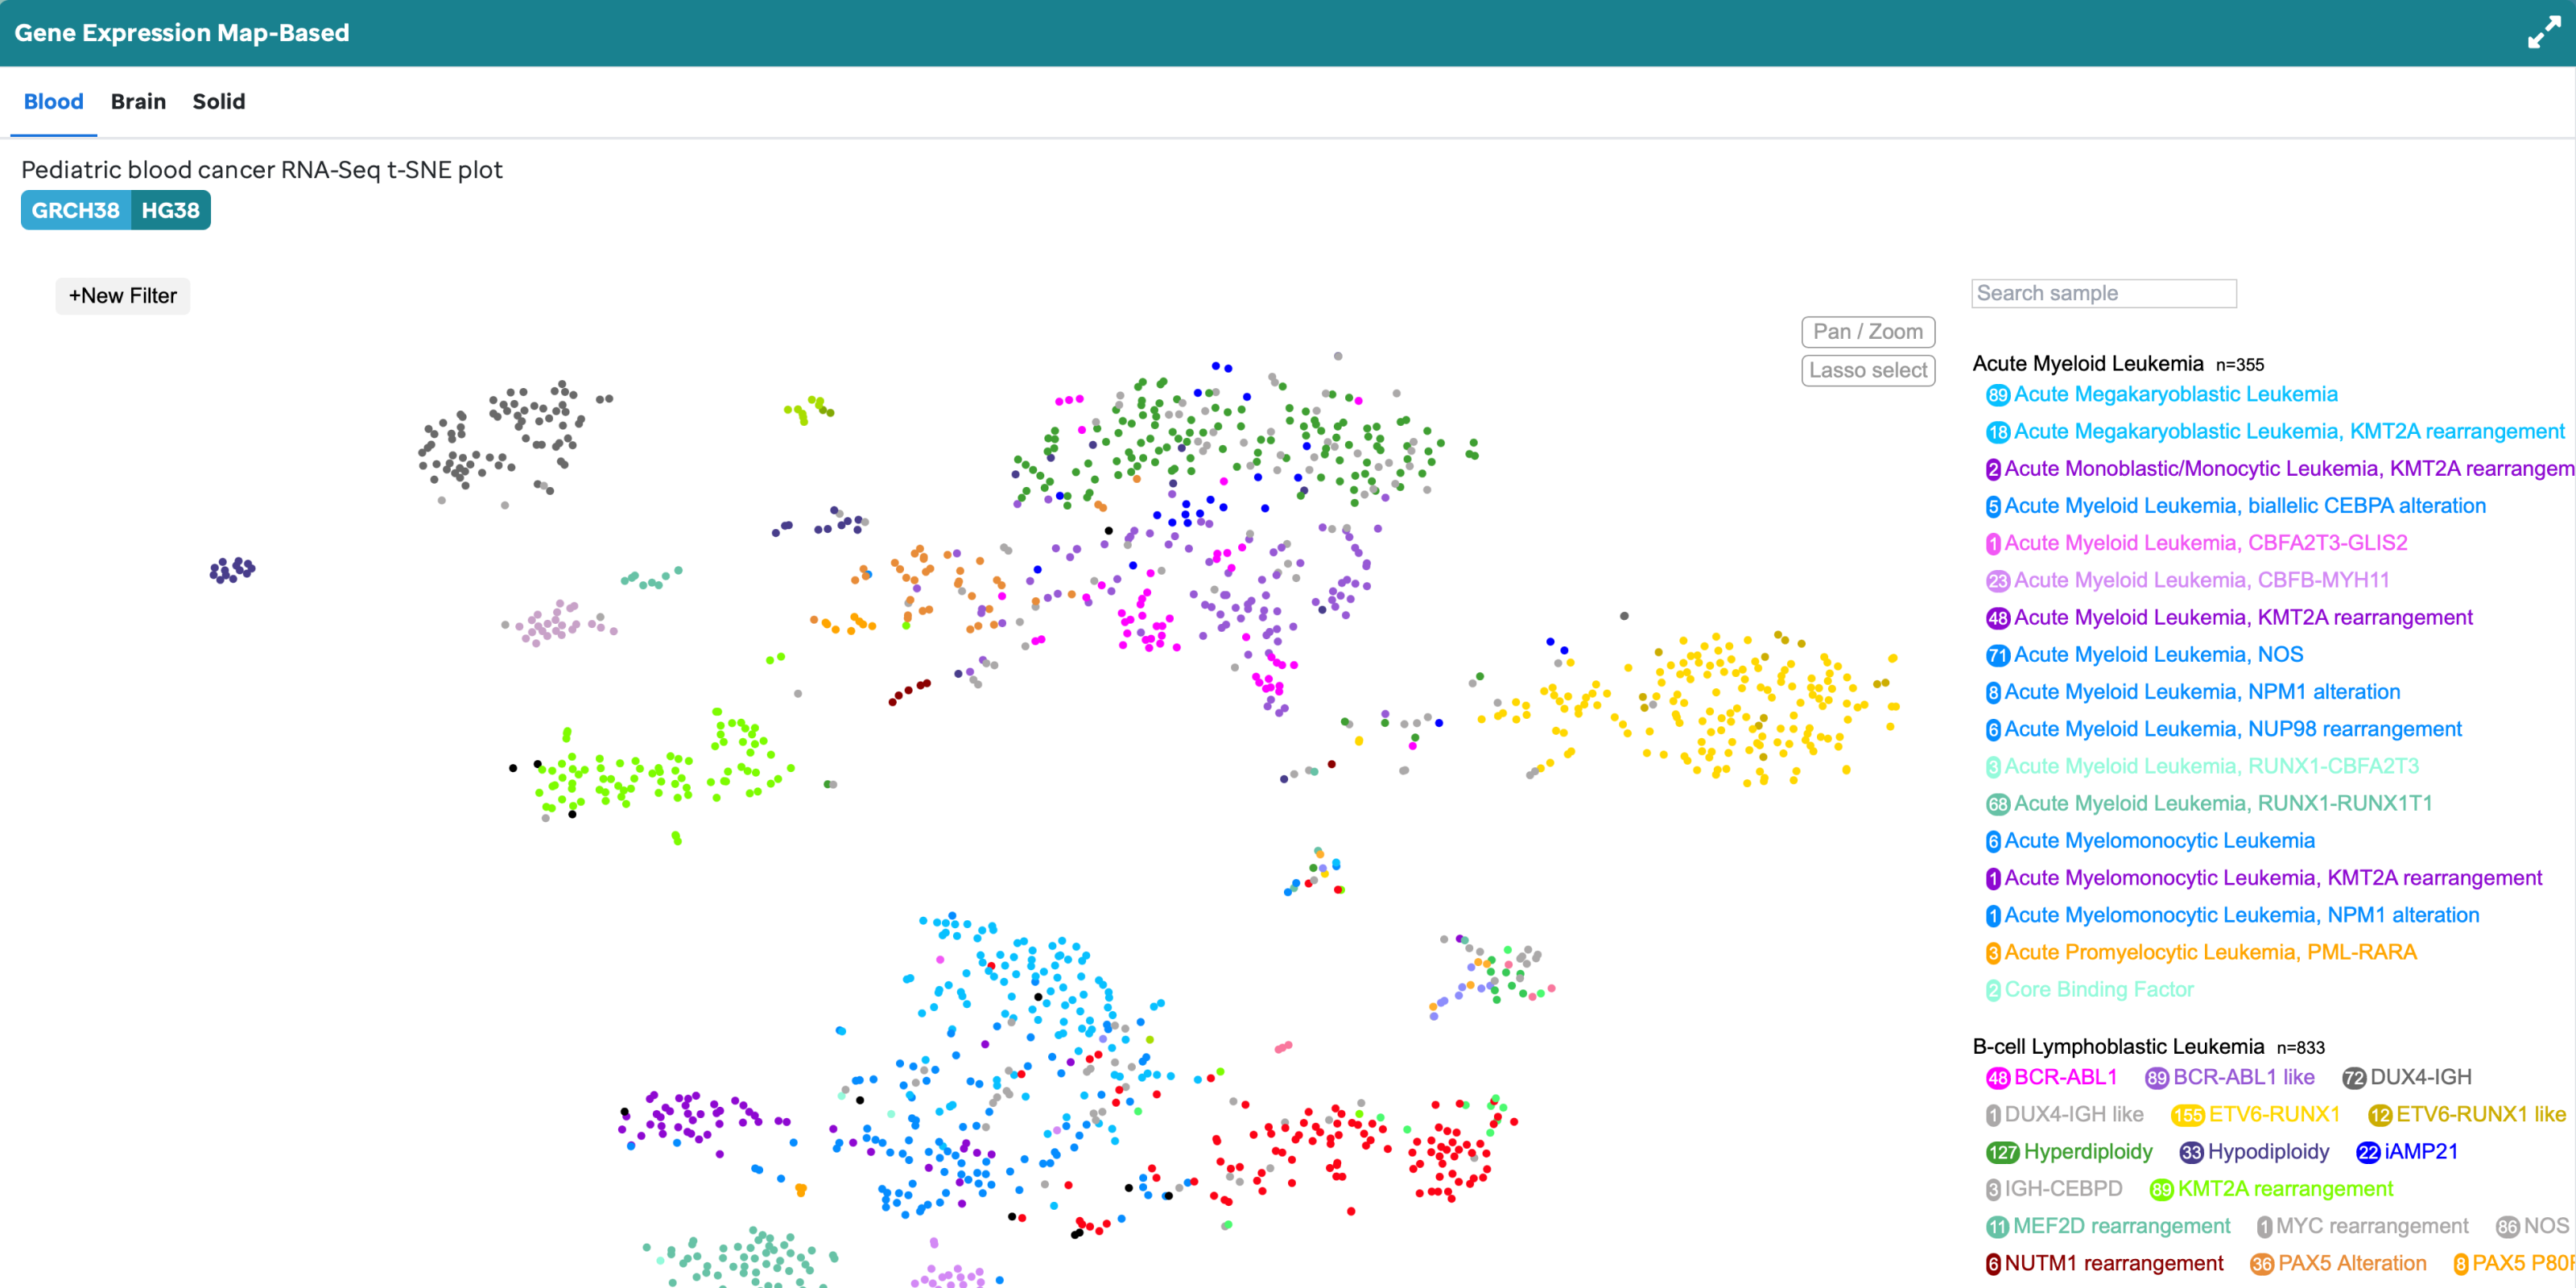 Gene Expression Map-Based
Blood Brain Solid
Pediatric blood cancer RNA-Seq t-SNE plot
GRCH38 HG38
+New Filter
Search sample
Pan / Zoom
Lasso select
Acute Myeloid Leukemia n=355
89 Acute Megakaryoblastic Leukemia
18 Acute Megakaryoblastic Leukemia, KMT2A rearrangement
2 Acute Monoblastic/Monocytic Leukemia, KMT2A rearrangem
5 Acute Myeloid Leukemia, biallelic CEBPA alteration
1 Acute Myeloid Leukemia, CBFA2T3-GLIS2
23 Acute Myeloid Leukemia, CBFB-MYH11
48 Acute Myeloid Leukemia, KMT2A rearrangement
71 Acute Myeloid Leukemia, NOS
8 Acute Myeloid Leukemia, NPM1 alteration
6 Acute Myeloid Leukemia, NUP98 rearrangement
3 Acute Myeloid Leukemia, RUNX1-CBFA2T3
68 Acute Myeloid Leukemia, RUNX1-RUNX1T1
6 Acute Myelomonocytic Leukemia
1 Acute Myelomonocytic Leukemia, KMT2A rearrangement
1 Acute Myelomonocytic Leukemia, NPM1 alteration
3 Acute Promyelocytic Leukemia, PML-RARA
2 Core Binding Factor
B-cell Lymphoblastic Leukemia n=833
48 BCR-ABL1 89 BCR-ABL1 like 72 DUX4-IGH
1 DUX4-IGH like 155 ETV6-RUNX1 12 ETV6-RUNX1 like
127 Hyperdiploidy 33 Hypodiploidy 22 iAMP21
3 IGH-CEBPD 89 KMT2A rearrangement
11 MEF2D rearrangement 1 MYC rearrangement 86 NOS
6 NUTM1 rearrangement 36 PAX5 Alteration 8 PAX5 P80